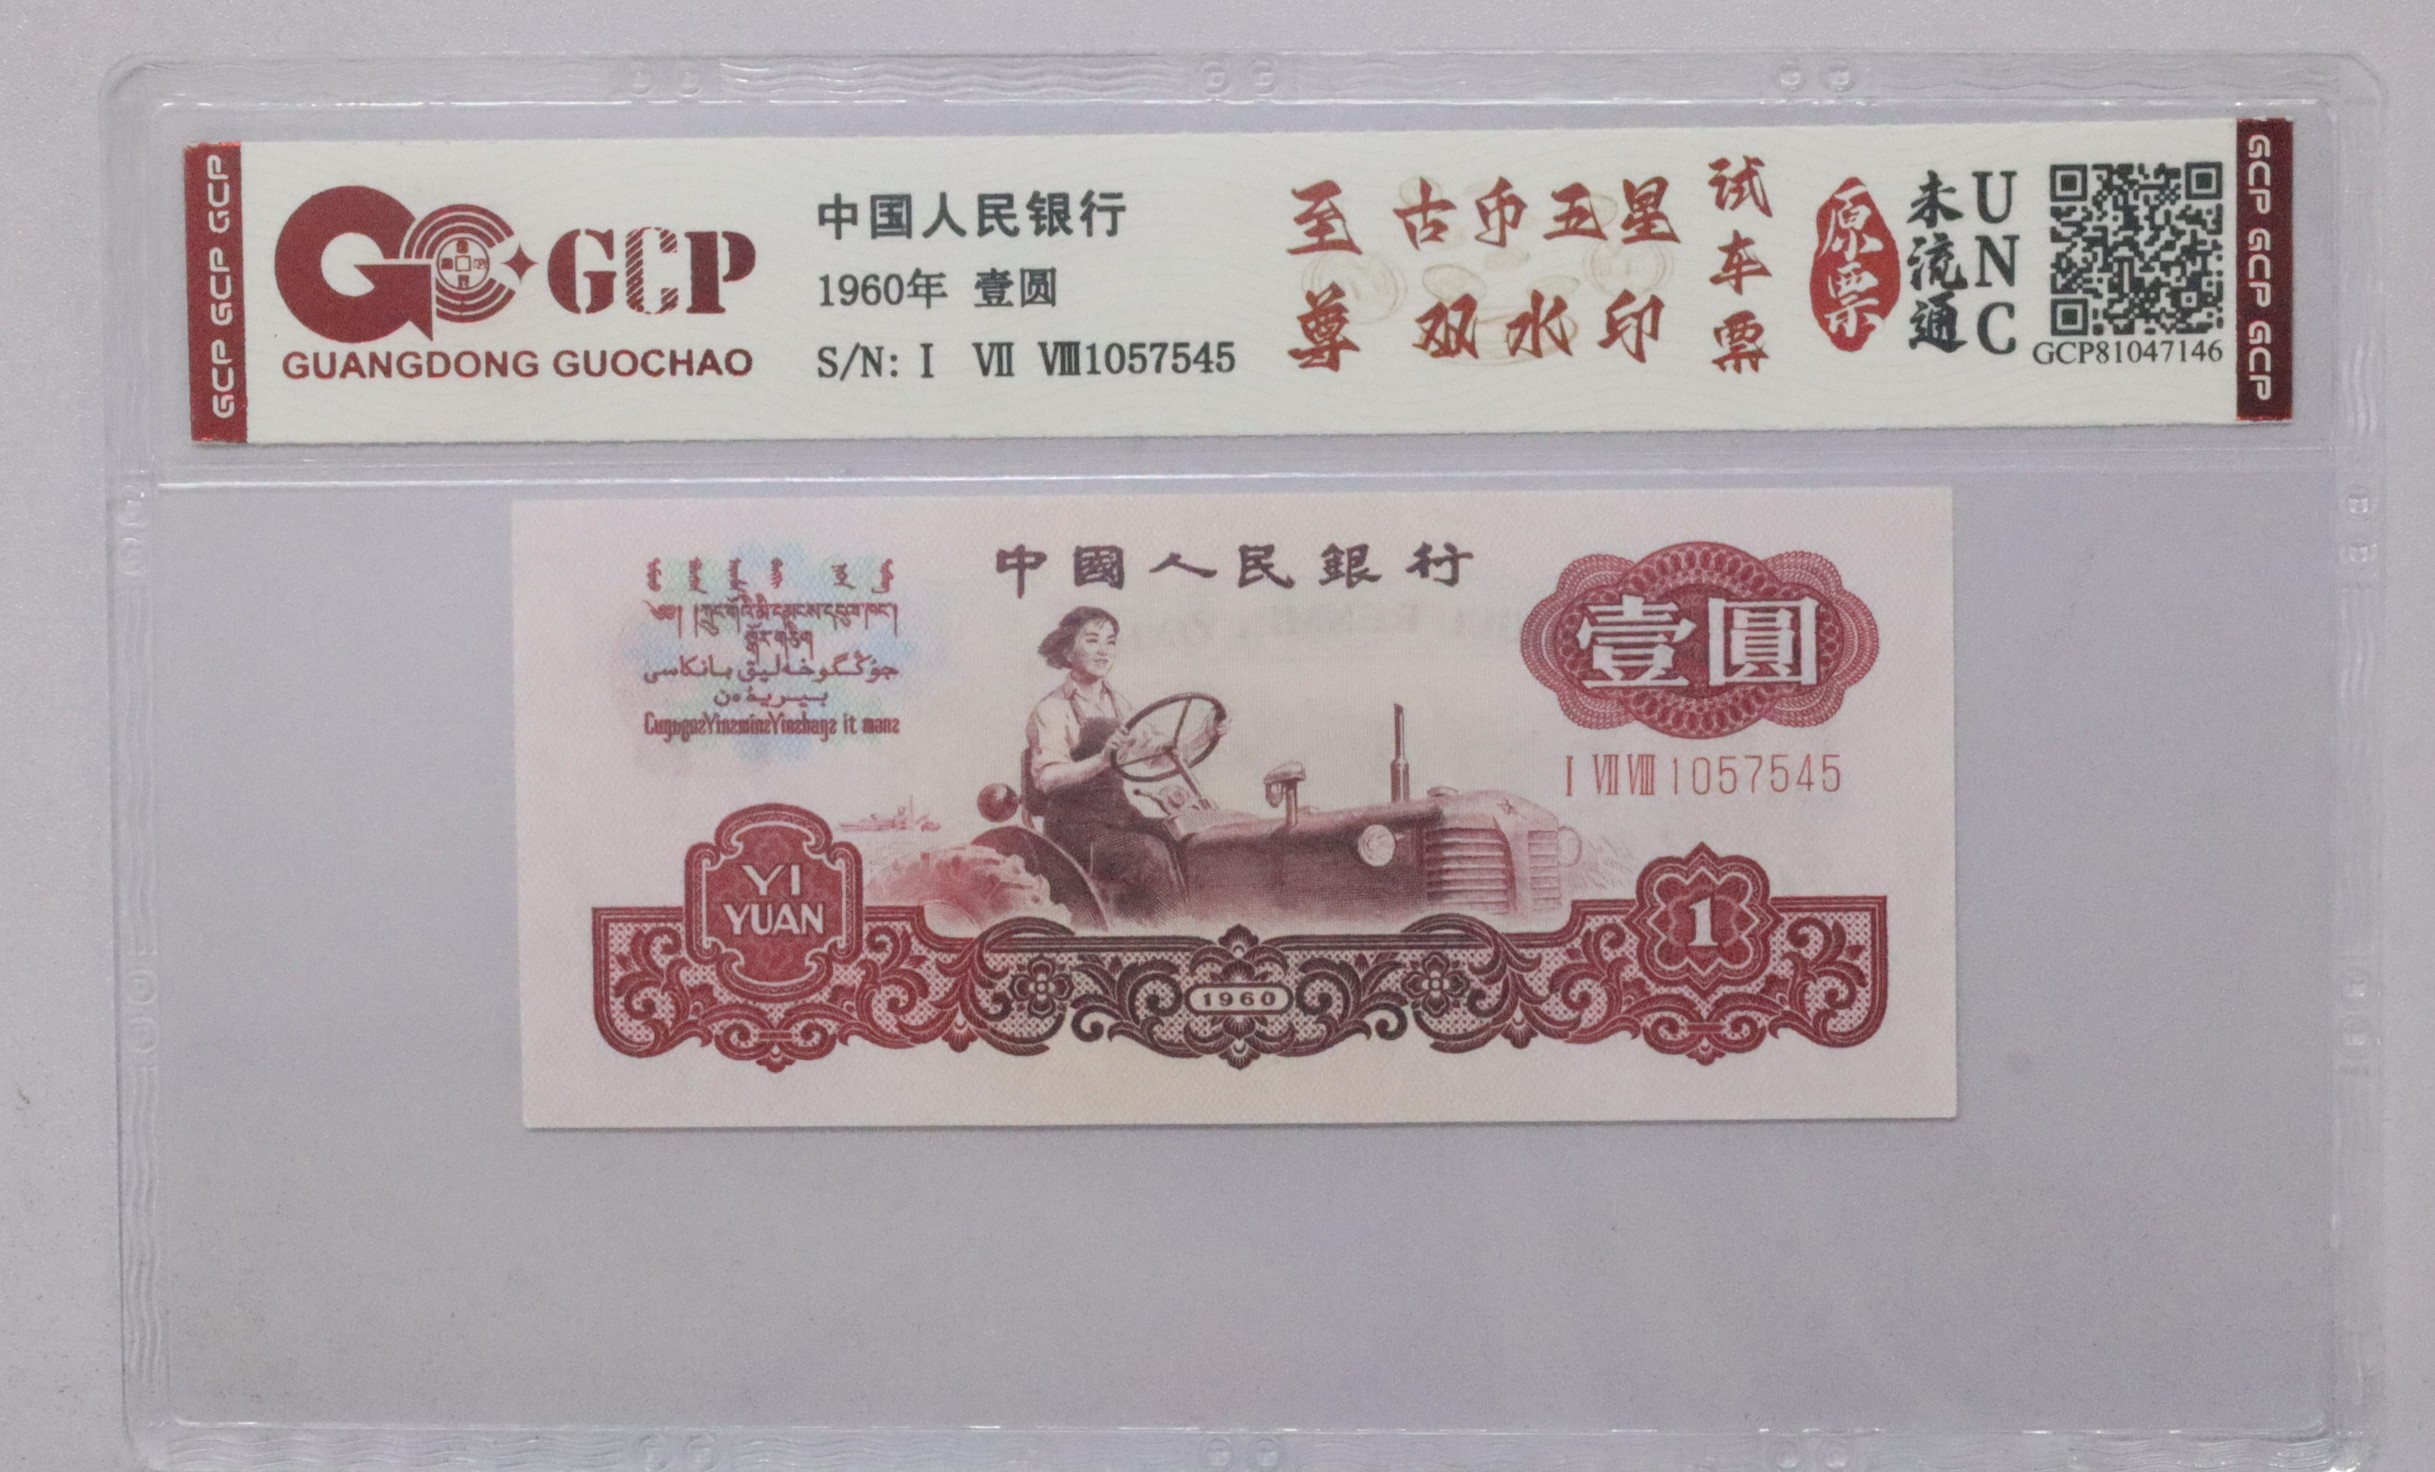 GCP GCP GCP
GCP
GUANGDONG GUOCHAO
中国人民银行
1960年 壹圆
S/N: I VII VIII1057545
至尊
古币五星
双水印
试车票
原票
未流通
UNC
GCP81047146
GCP GCP GCP
中國人民銀行
壹圓
I VII VIII 1057545
YI
YUAN
1
1960